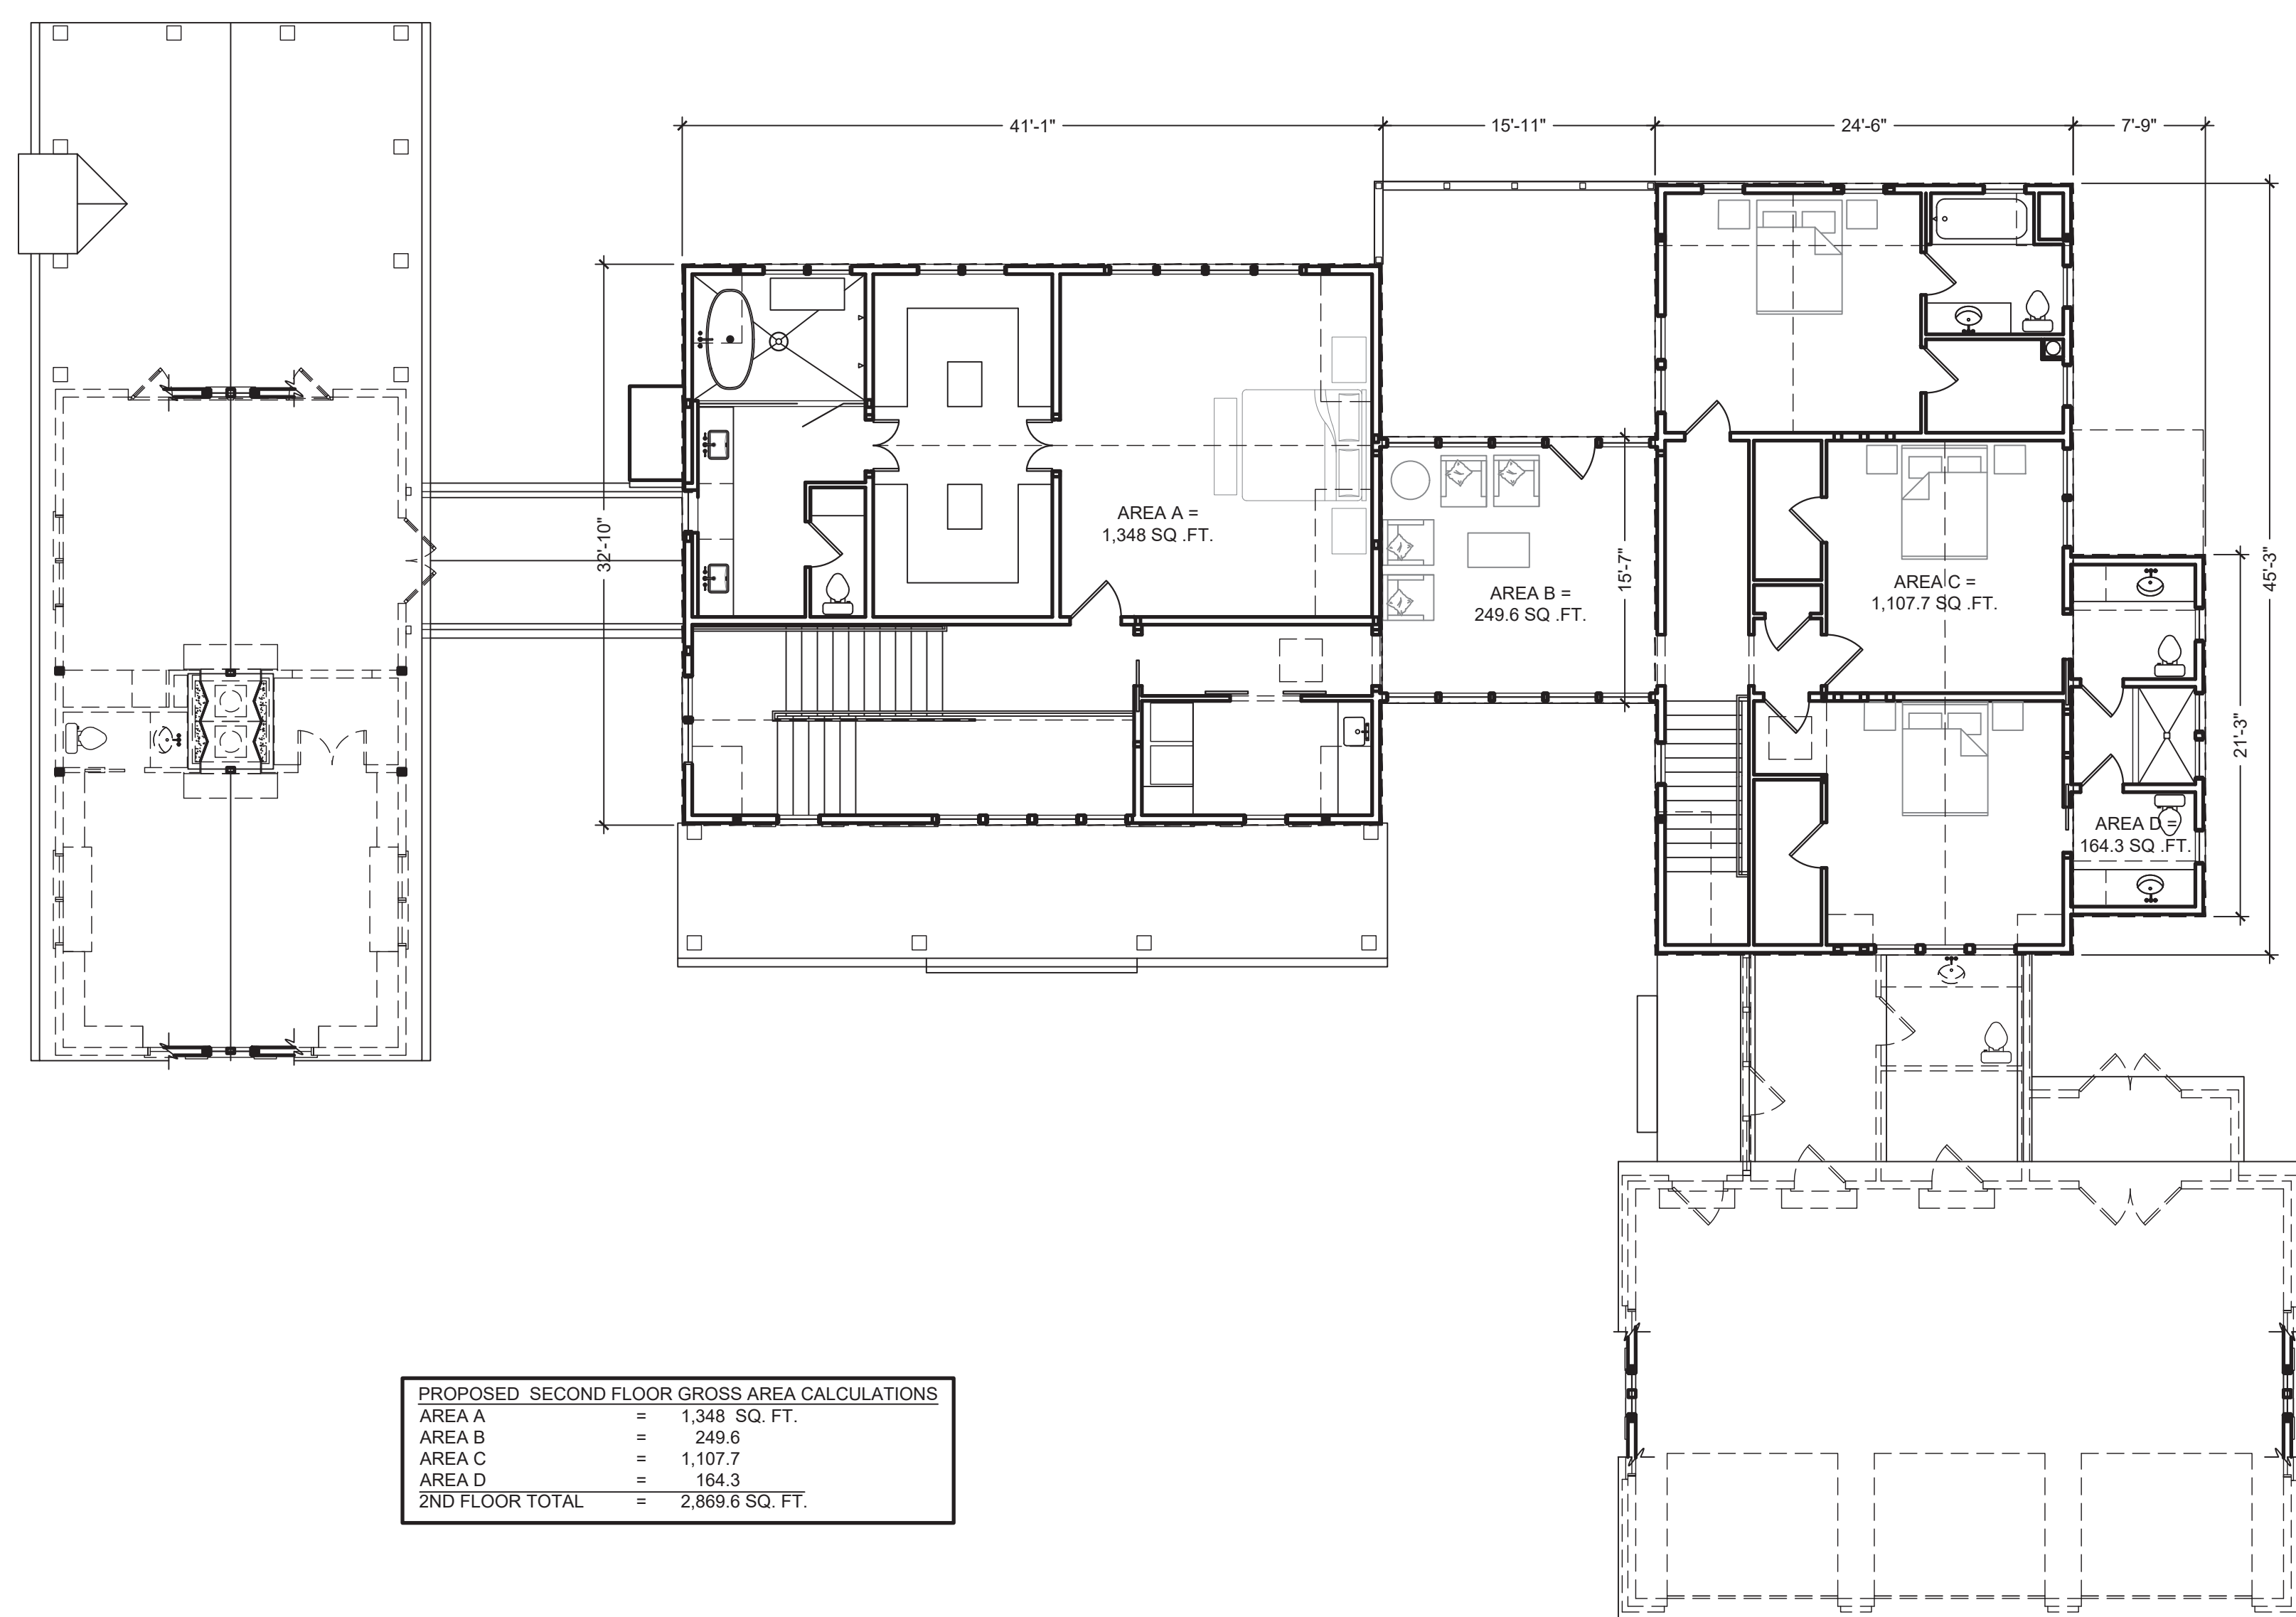 41'-1"
15'-11"
24'-6"
7'-9"
32'-10"
15'-7"
45'-3"
21'-3"
AREA A =
1,348 SQ .FT.
AREA B =
249.6 SQ .FT.
AREA C =
1,107.7 SQ .FT.
AREA D =
164.3 SQ .FT.
PROPOSED SECOND FLOOR GROSS AREA CALCULATIONS
AREA A = 1,348 SQ. FT.
AREA B = 249.6
AREA C = 1,107.7
AREA D = 164.3
2ND FLOOR TOTAL = 2,869.6 SQ. FT.